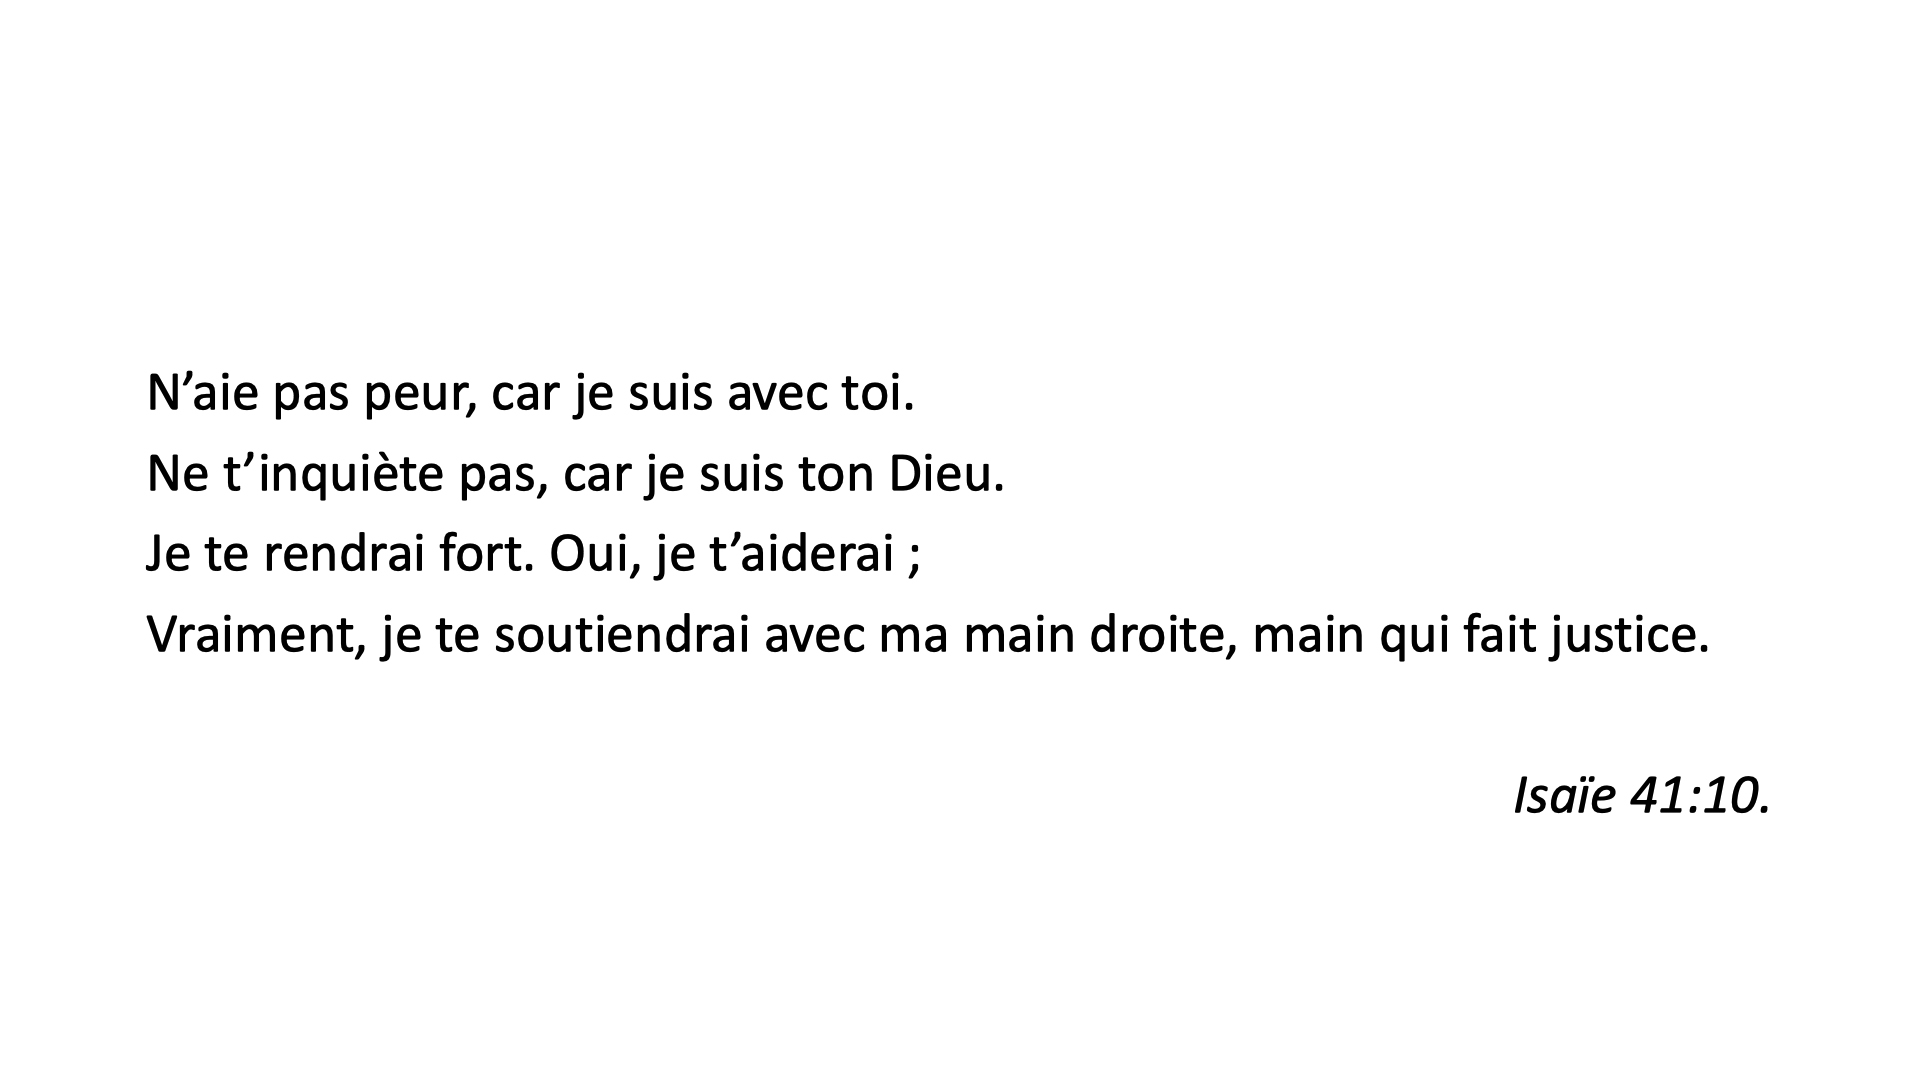 N’aie pas peur, car je suis avec toi.
Ne t’inquiète pas, car je suis ton Dieu.
Je te rendrai fort. Oui, je t’aiderai ;
Vraiment, je te soutiendrai avec ma main droite, main qui fait justice.
Isaïe 41:10.